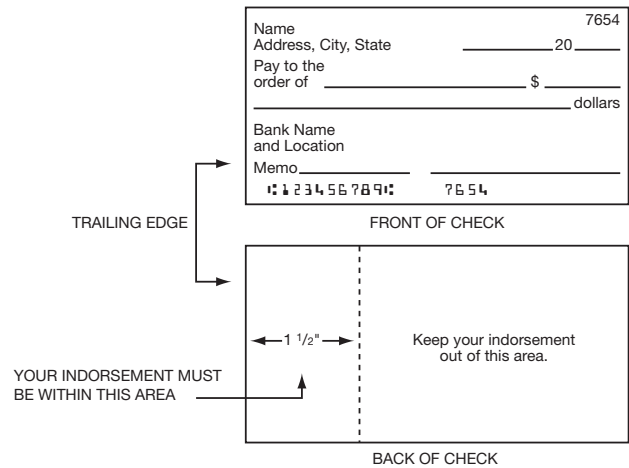 7654
Name
Address, City, State 20
Pay to the
order of $
dollars
Bank Name
and Location
Memo
⑆123456789⑆ 7654
TRAILING EDGE
FRONT OF CHECK
1 1/2"
Keep your indorsement
out of this area.
YOUR INDORSEMENT MUST
BE WITHIN THIS AREA
BACK OF CHECK